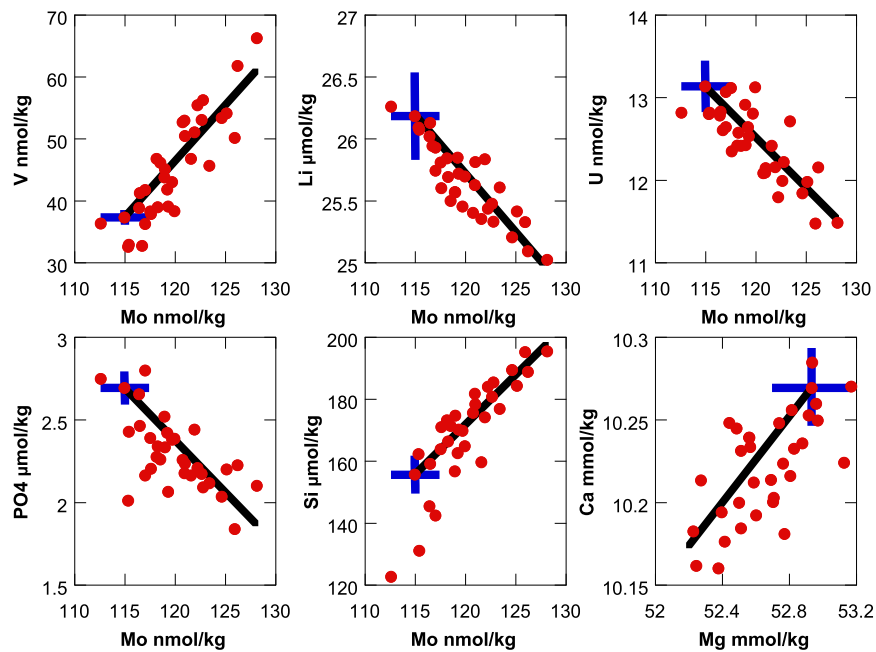 70
60
50
40
30
V nmol/kg
110 115 120 125 130
Mo nmol/kg
27
26.5
26
25.5
25
Li µmol/kg
110 115 120 125 130
Mo nmol/kg
14
13
12
11
U nmol/kg
110 115 120 125 130
Mo nmol/kg
3
2.5
2
1.5
PO4 µmol/kg
110 115 120 125 130
Mo nmol/kg
200
180
160
140
120
Si µmol/kg
110 115 120 125 130
Mo nmol/kg
10.3
10.25
10.2
10.15
Ca mmol/kg
52 52.4 52.8 53.2
Mg mmol/kg